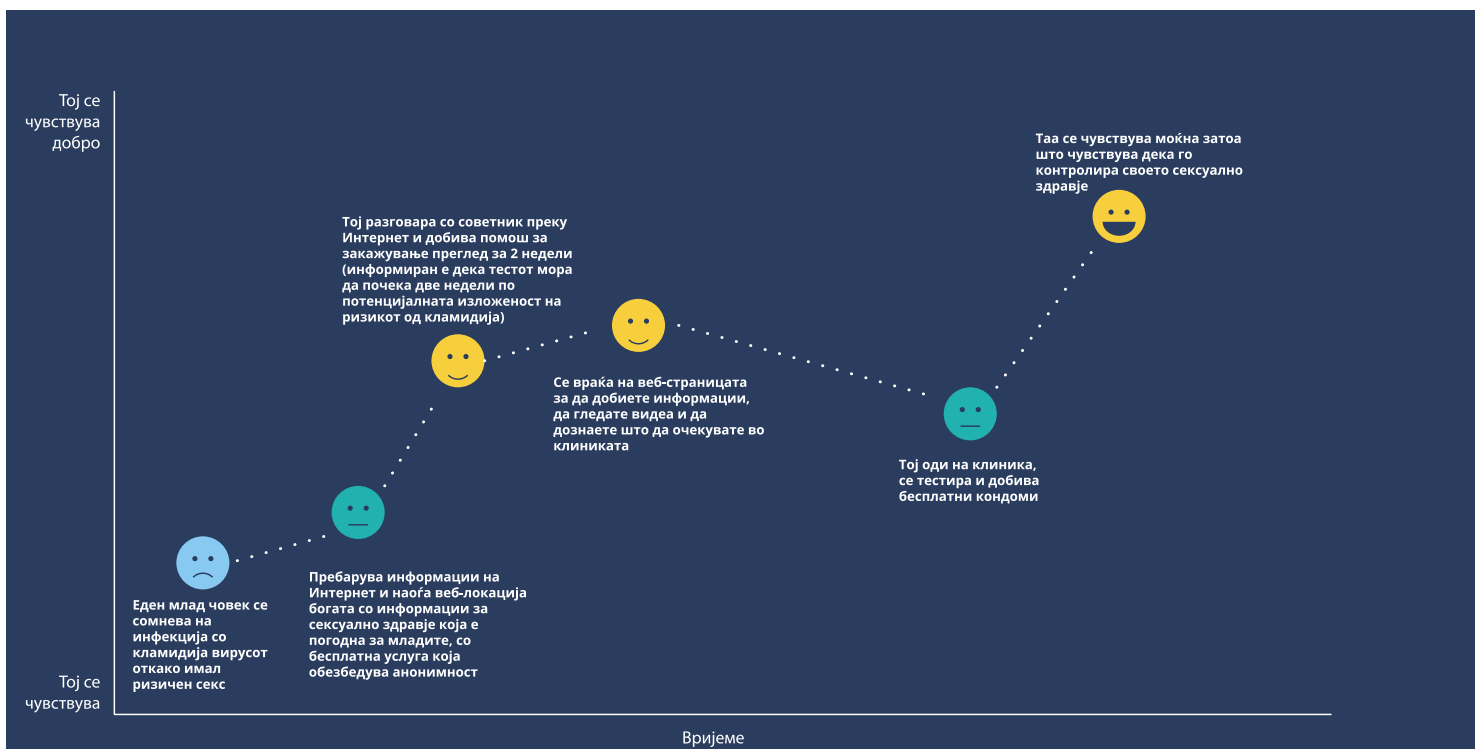 Тој се
чувствува
добро
Таа се чувствува моќна затоа
што чувствува дека го
контролира своето сексуално
здравје
Тој разговара со советник преку
Интернет и добива помош за
закажување преглед за 2 недели
(информиран е дека тестот мора
да почека две недели по
потенцијалната изложеност на
ризикот од кламидија)
Се враќа на веб-страницата
за да добиете информации,
да гледате видеа и да
дознаете што да очекувате во
клиниката
Тој оди на клиника,
се тестира и добива
бесплатни кондоми
Пребарува информации на
Интернет и наоѓа веб-локација
богата со информации за
сексуално здравје која е
погодна за младите, со
бесплатна услуга која
обезбедува анонимност
Еден млад човек се
сомнева на
инфекција со
кламидија вирусот
откако имал
ризичен секс
Тој се
чувствува
Вријеме